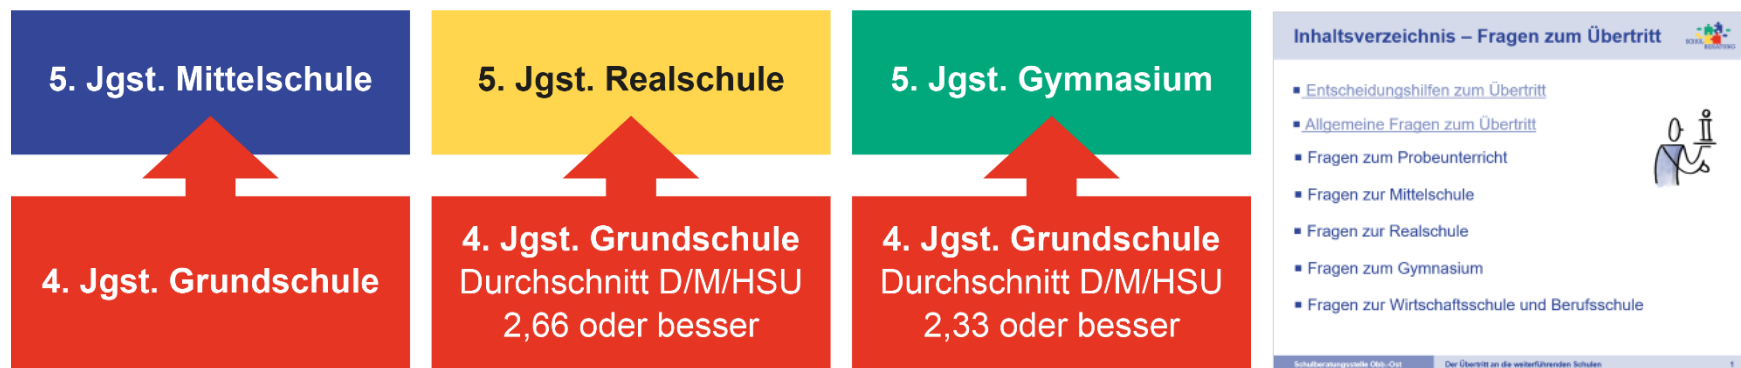 5. Jgst. Mittelschule
4. Jgst. Grundschule
5. Jgst. Realschule
4. Jgst. Grundschule
Durchschnitt D/M/HSU
2,66 oder besser
5. Jgst. Gymnasium
4. Jgst. Grundschule
Durchschnitt D/M/HSU
2,33 oder besser
Inhaltsverzeichnis – Fragen zum Übertritt
SCHUL
BERATUNG
Entscheidungshilfen zum Übertritt
Allgemeine Fragen zum Übertritt
Fragen zum Probeunterricht
Fragen zur Mittelschule
Fragen zur Realschule
Fragen zum Gymnasium
Fragen zur Wirtschaftsschule und Berufsschule
Schulberatungsstelle Obb.-Ost
Der Übertritt an die weiterführenden Schulen
1